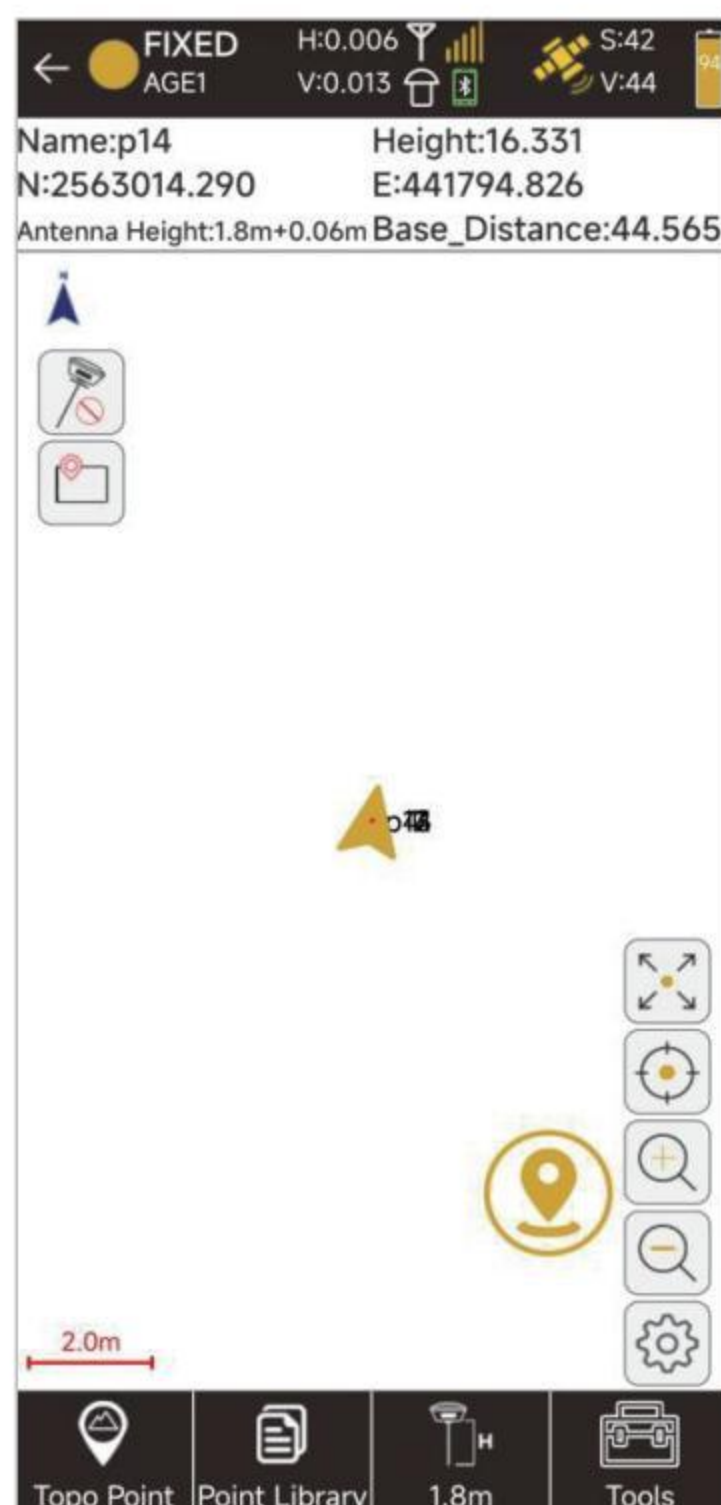 FIXED H:0.006 S:42
AGE1 V:0.013 V:44
94
Name:p14 Height:16.331
N:2563014.290 E:441794.826
Antenna Height:1.8m+0.06m Base_Distance:44.565
N
2.0m
H
Topo Point Point Library 1.8m Tools